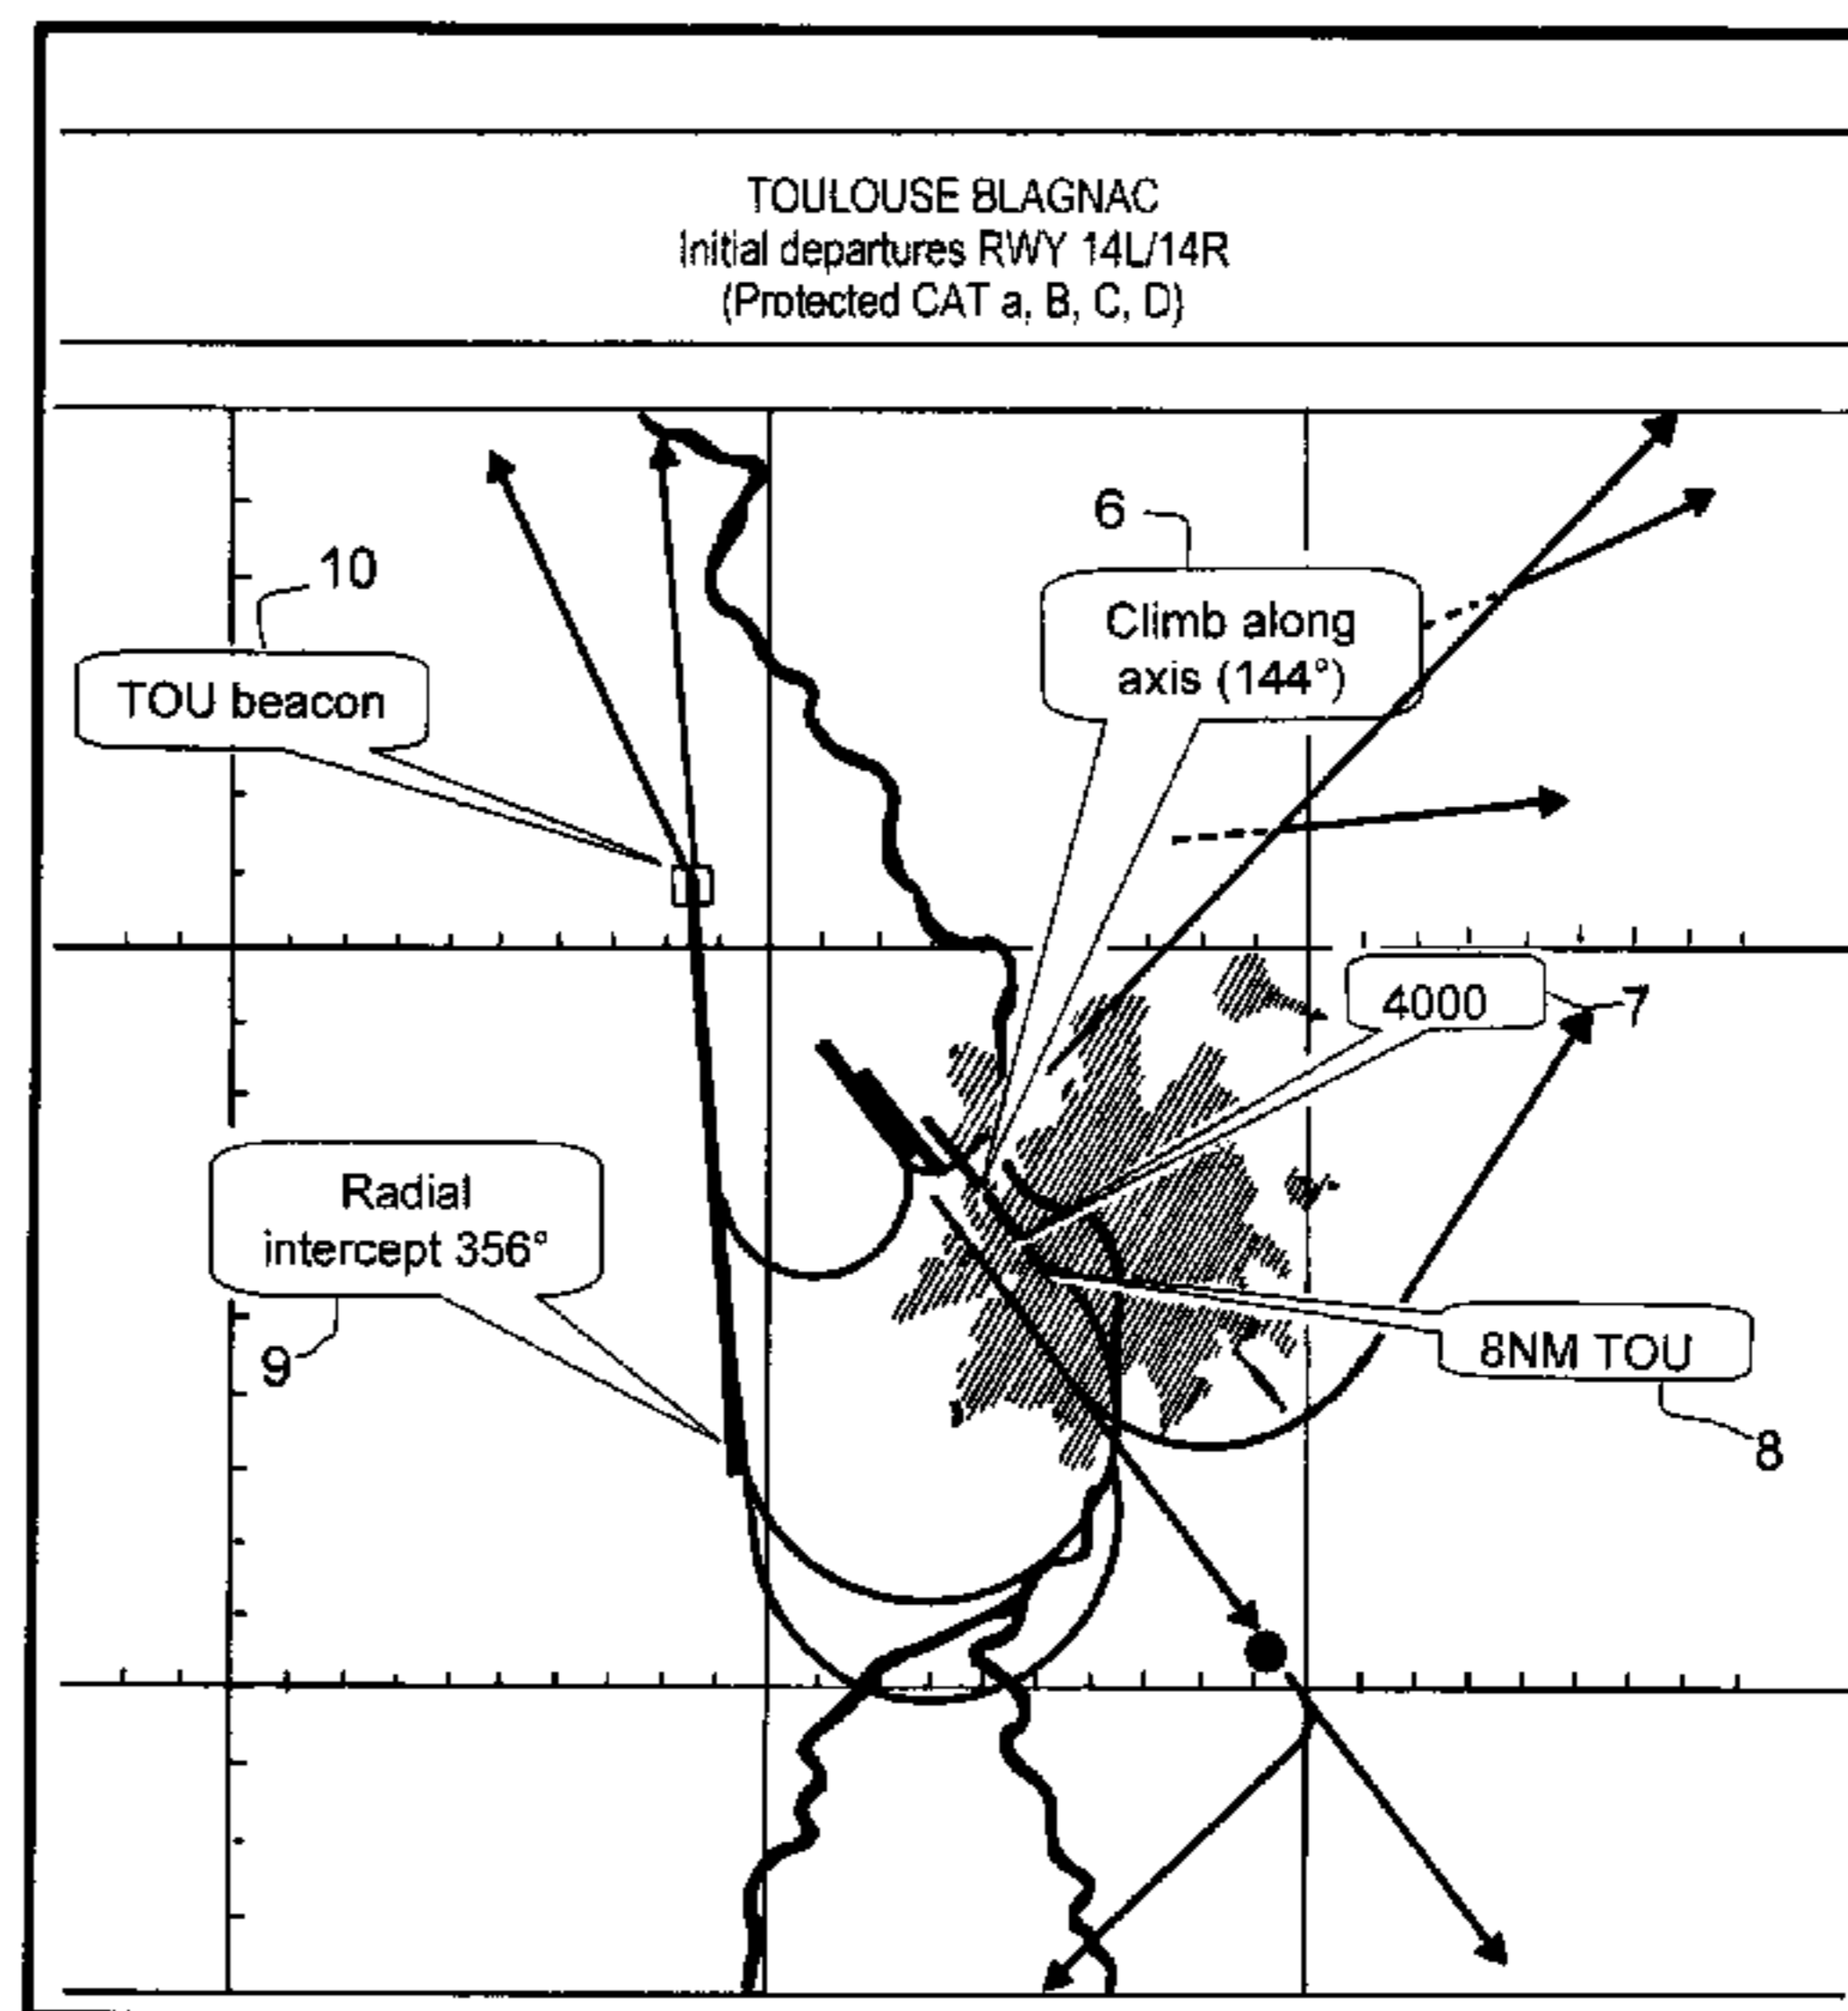 TOULOUSE BLAGNAC
Initial departures RWY 14L/14R
(Protected CAT a, B, C, D)
6
10
Climb along
axis (144°)
TOU beacon
4000
7
Radial
intercept 356°
9
8NM TOU
8